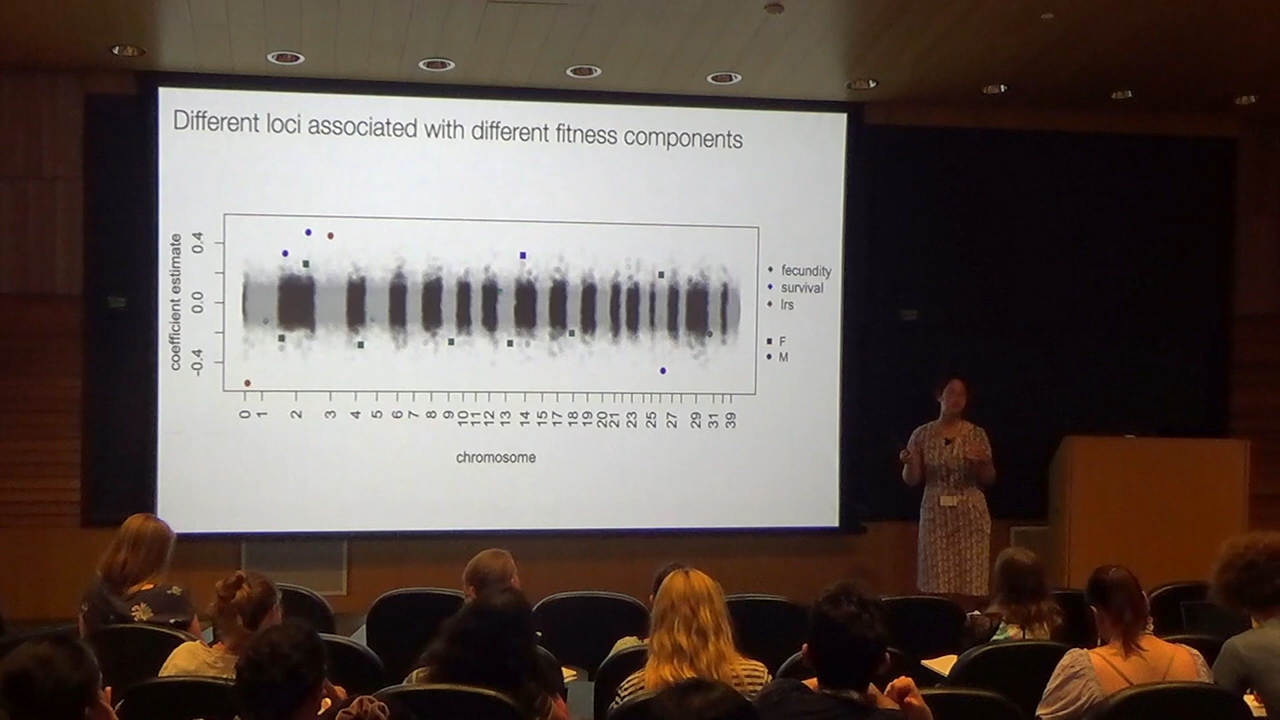 Different loci associated with different fitness components
coefficient estimate
0.4
0.0
-0.4
0 1 2 3 4 5 6 7 8 9 10 11 12 13 14 15 17 18 19 20 21 23 25 27 29 31 39
chromosome
fecundity
survival
lrs
F
M